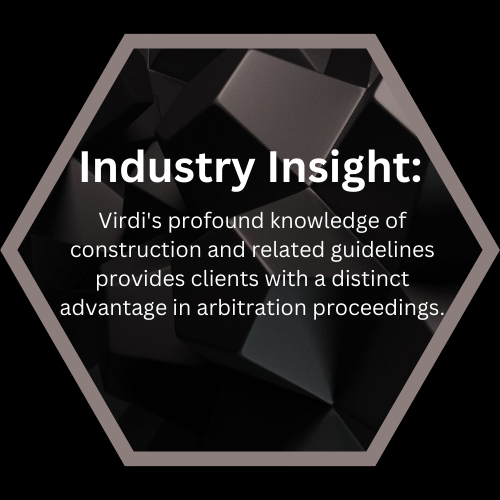 Industry Insight:
Virdi's profound knowledge of
construction and related guidelines
provides clients with a distinct
advantage in arbitration proceedings.